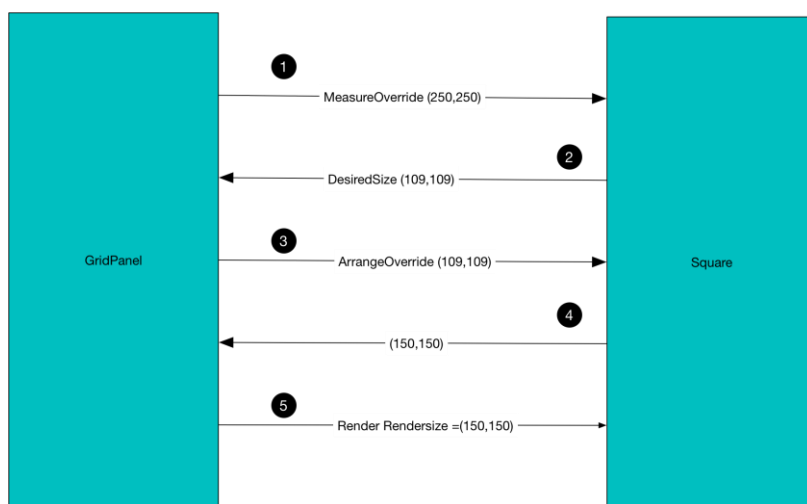 1
MeasureOverride (250,250)
2
DesiredSize (109,109)
3
GridPanel
ArrangeOverride (109,109)
Square
4
(150,150)
5
Render Rendersize =(150,150)